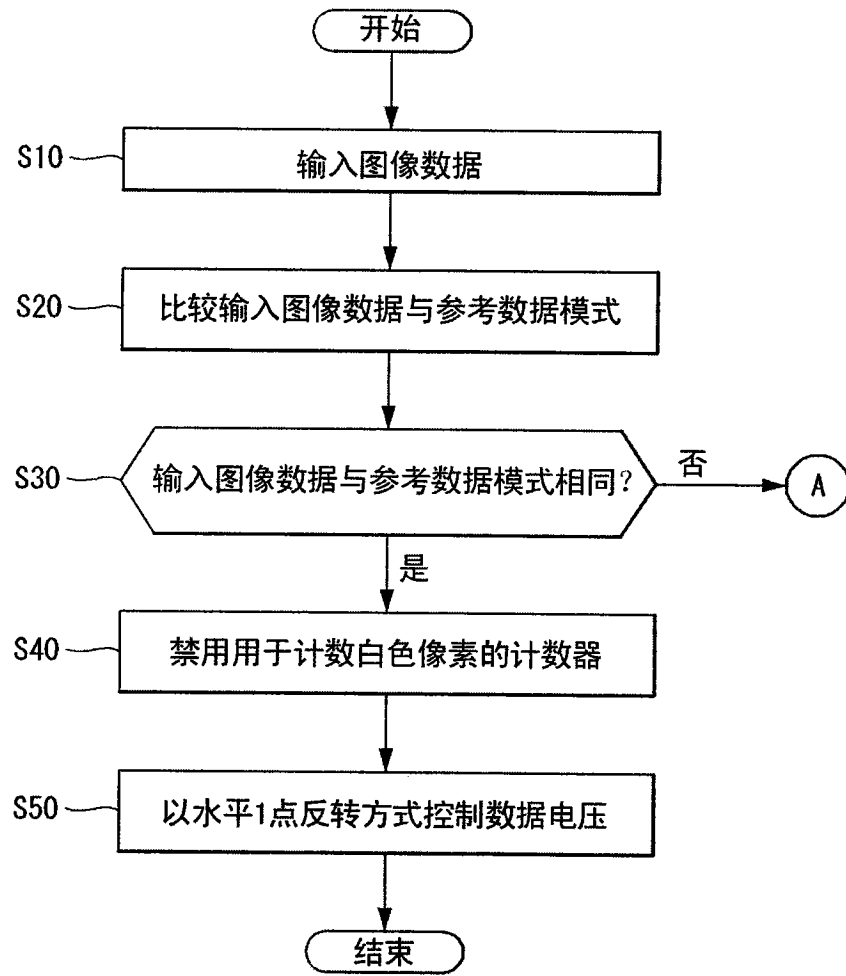 开始
S10
输入图像数据
S20
比较输入图像数据与参考数据模式
S30
输入图像数据与参考数据模式相同?
否
A
是
S40
禁用用于计数白色像素的计数器
S50
以水平1点反转方式控制数据电压
结束